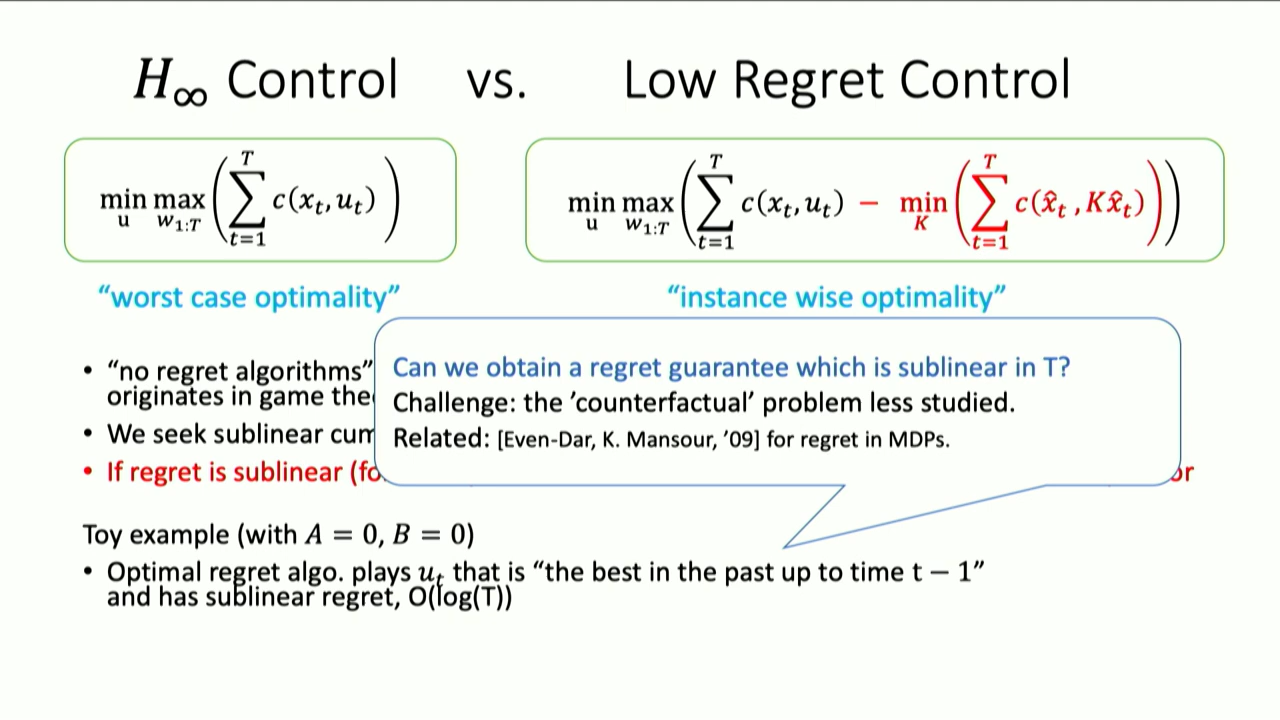 H∞ Control vs. Low Regret Control
min max ( ∑ c(xₜ, uₜ) )
u w₁:T t=1 T
min max ( ∑ c(xₜ, uₜ) − min ( ∑ c(x̂ₜ , Kx̂ₜ) ) )
u w₁:T t=1 T K t=1 T
“worst case optimality” “instance wise optimality”
• “no regret algorithms”
originates in game the
Can we obtain a regret guarantee which is sublinear in T?
Challenge: the ’counterfactual’ problem less studied.
Related: [Even-Dar, K. Mansour, ’09] for regret in MDPs.
• We seek sublinear cum
• If regret is sublinear (fo or
Toy example (with A = 0, B = 0)
• Optimal regret algo. plays uₜ that is “the best in the past up to time t − 1”
and has sublinear regret, O(log(T))